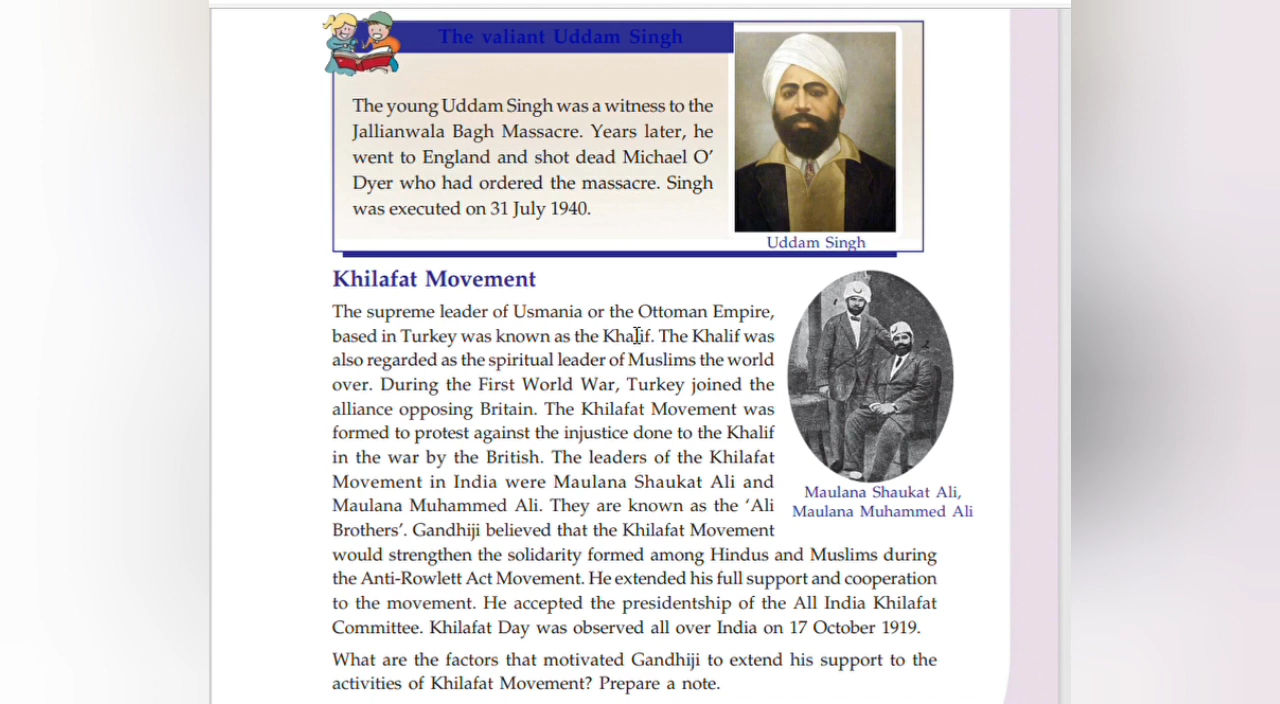 The valiant Uddam Singh
The young Uddam Singh was a witness to the
Jallianwala Bagh Massacre. Years later, he
went to England and shot dead Michael O’
Dyer who had ordered the massacre. Singh
was executed on 31 July 1940.
Uddam Singh
Khilafat Movement
The supreme leader of Usmania or the Ottoman Empire,
based in Turkey was known as the Khalif. The Khalif was
also regarded as the spiritual leader of Muslims the world
over. During the First World War, Turkey joined the
alliance opposing Britain. The Khilafat Movement was
formed to protest against the injustice done to the Khalif
in the war by the British. The leaders of the Khilafat
Movement in India were Maulana Shaukat Ali and
Maulana Muhammed Ali. They are known as the ‘Ali
Brothers’. Gandhiji believed that the Khilafat Movement
would strengthen the solidarity formed among Hindus and Muslims during
the Anti-Rowlett Act Movement. He extended his full support and cooperation
to the movement. He accepted the presidentship of the All India Khilafat
Committee. Khilafat Day was observed all over India on 17 October 1919.
Maulana Shaukat Ali,
Maulana Muhammed Ali
What are the factors that motivated Gandhiji to extend his support to the
activities of Khilafat Movement? Prepare a note.